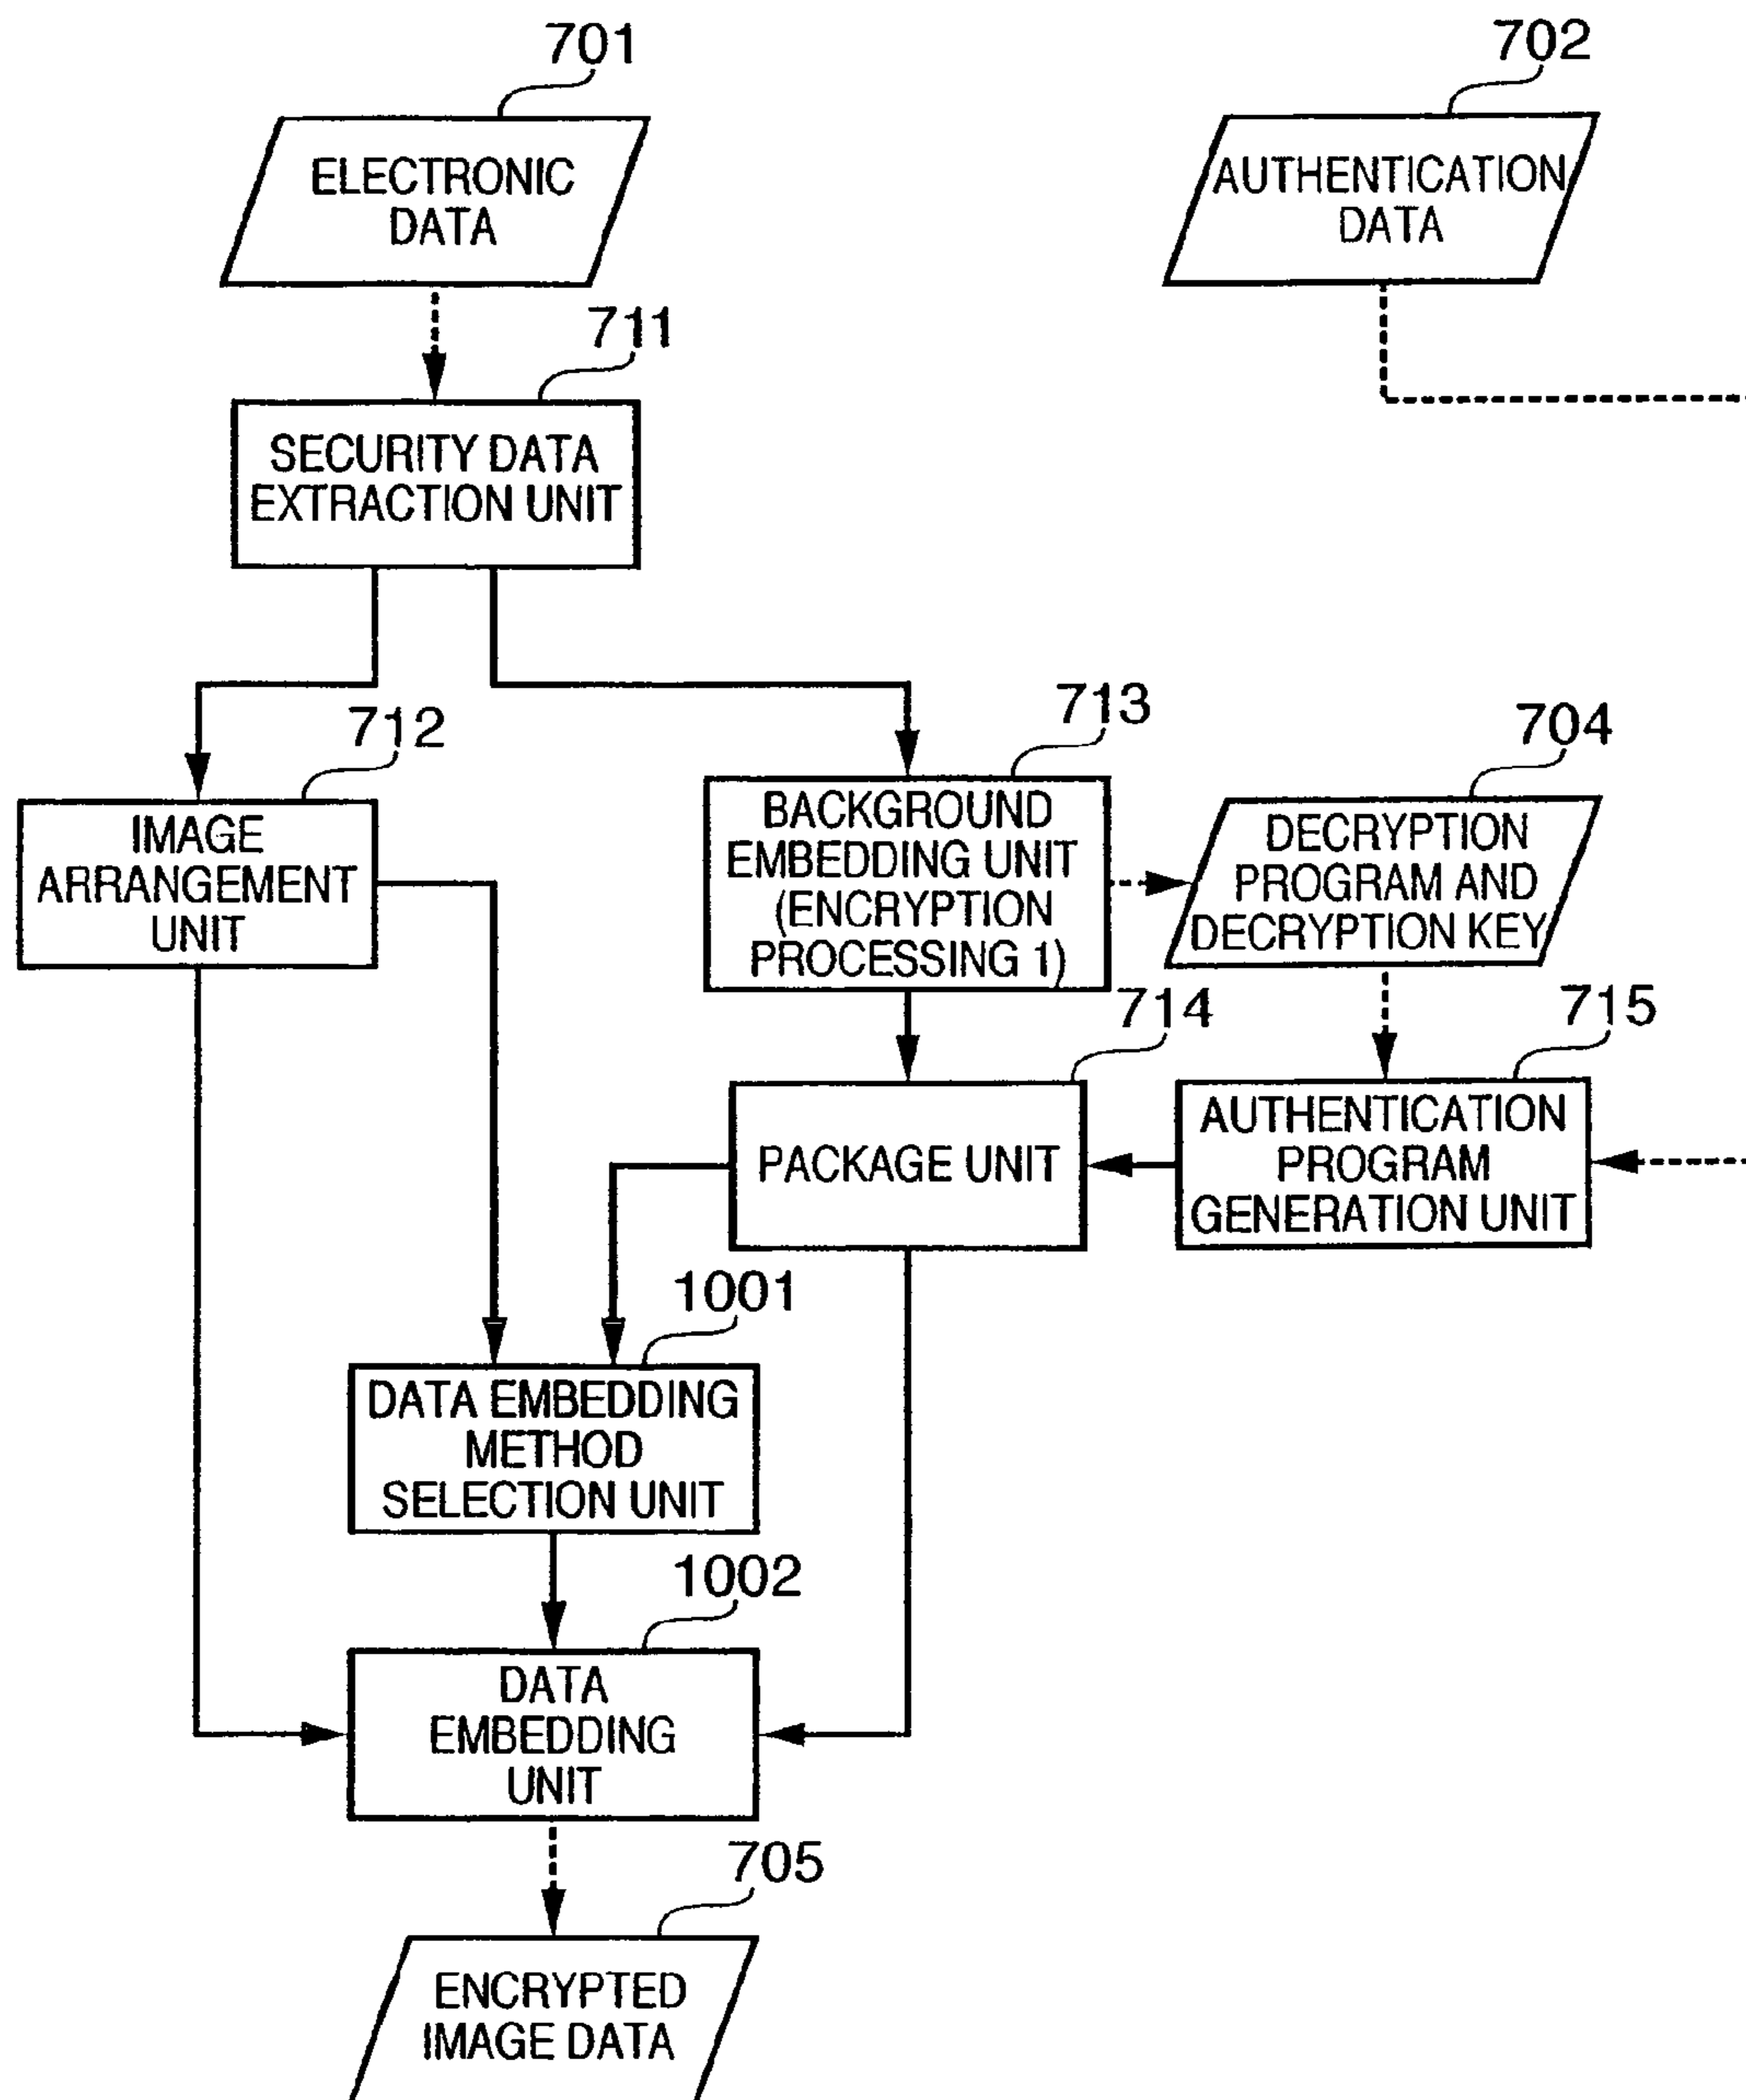 701
702
ELECTRONIC
DATA
AUTHENTICATION
DATA
711
SECURITY DATA
EXTRACTION UNIT
712
713
704
IMAGE
ARRANGEMENT
UNIT
BACKGROUND
EMBEDDING UNIT
(ENCRYPTION
PROCESSING 1)
DECRYPTION
PROGRAM AND
DECRYPTION KEY
714
715
PACKAGE UNIT
AUTHENTICATION
PROGRAM
GENERATION UNIT
1001
DATA EMBEDDING
METHOD
SELECTION UNIT
1002
DATA
EMBEDDING
UNIT
705
ENCRYPTED
IMAGE DATA